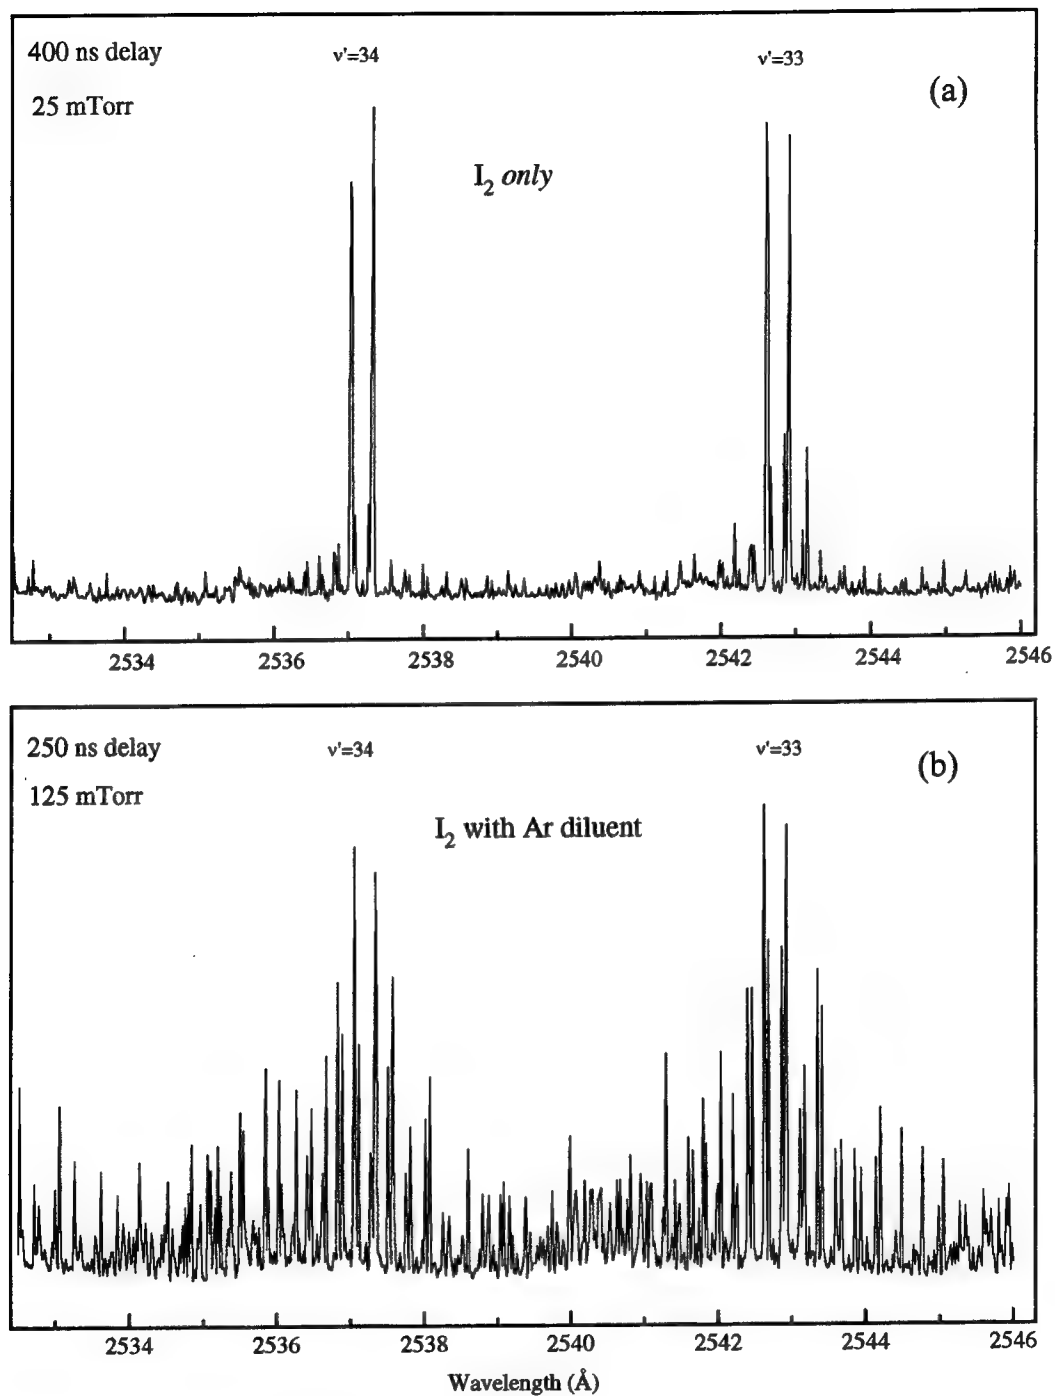 400 ns delay
ν'=34
ν'=33
(a)
25 mTorr
I₂ only
2534 2536 2538 2540 2542 2544 2546
250 ns delay
ν'=34
ν'=33
(b)
125 mTorr
I₂ with Ar diluent
2534 2536 2538 2540 2542 2544 2546
Wavelength (Å)